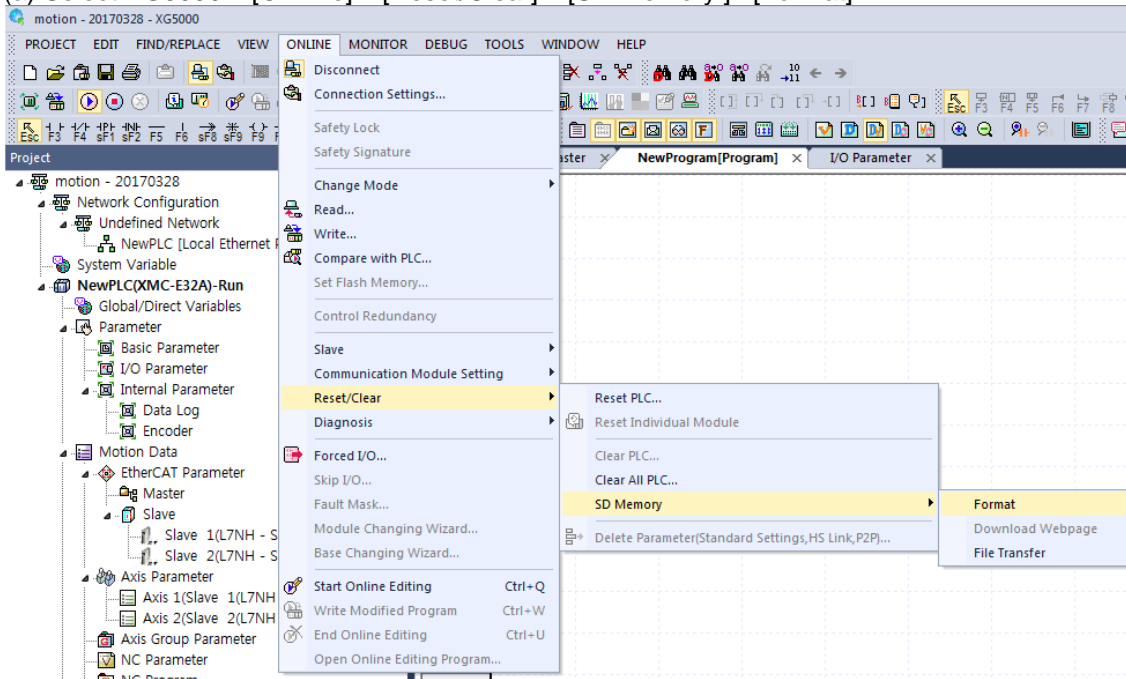 motion - 20170328 - XG5000
PROJECT EDIT FIND/REPLACE VIEW ONLINE MONITOR DEBUG TOOLS WINDOW HELP
Project
motion - 20170328
Network Configuration
Undefined Network
NewPLC [Local Ethernet
System Variable
NewPLC(XMC-E32A)-Run
Global/Direct Variables
Parameter
Basic Parameter
I/O Parameter
Internal Parameter
Data Log
Encoder
Motion Data
EtherCAT Parameter
Master
Slave
Slave 1(L7NH - S
Slave 2(L7NH - S
Axis Parameter
Axis 1(Slave 1(L7NH
Axis 2(Slave 2(L7NH
Axis Group Parameter
NC Parameter
Disconnect
Connection Settings...
Safety Lock
Safety Signature
Change Mode
Read...
Write...
Compare with PLC...
Set Flash Memory...
Control Redundancy
Slave
Communication Module Setting
Reset/Clear
Diagnosis
Forced I/O...
Skip I/O...
Fault Mask...
Module Changing Wizard...
Base Changing Wizard...
Start Online Editing Ctrl+Q
Write Modified Program Ctrl+W
End Online Editing Ctrl+U
Open Online Editing Program...
Reset PLC...
Reset Individual Module
Clear PLC...
Clear All PLC...
SD Memory
Delete Parameter(Standard Settings,HS Link,P2P)...
Format
Download Webpage
File Transfer
aster NewProgram[Program] I/O Parameter